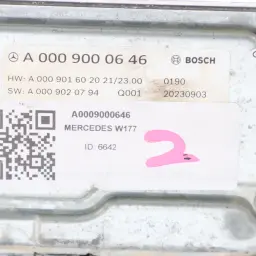 A 000 900 06 46 BOSCH
HW: A 000 901 60 20 21/23.00 0190
SW: A 000 902 07 94 Q001 20230903
A0009000646
MERCEDES W177
ID: 6642
2